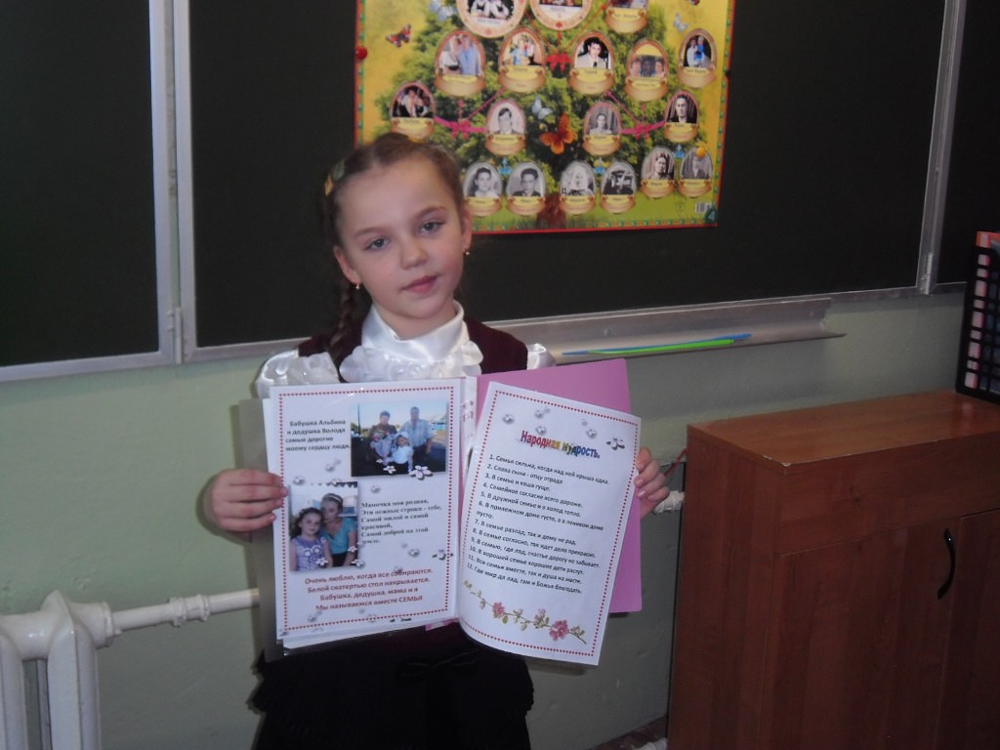 Бабушка Альбина
и дедушка Володя
самые дорогие
моему сердцу люди.
Мамочка моя родная,
Эти нежные строки - тебе,
Самой милой и самой
красивой,
Самой доброй на этой
земле.
Очень люблю, когда все собираются.
Белой скатертью стол накрывается.
Бабушка, дедушка, мама и я
Мы называемся вместе СЕМЬЯ
Народная мудрость.
1. Семья сильна, когда над ней крыша одна.
2. Слава сына - отцу отрада
3. В семье и каша гуще.
4. Семейное согласие всего дороже.
5. В дружной семье и в холод тепло.
6. В прилежном доме густо, а в ленивом доме
пусто.
7. В семье разлад, так и дому не рад.
8. В семье согласно, так идет дело прекрасно.
9. В семью, где лад, счастье дорогу не забывает.
10. В хорошей семье хорошие дети растут.
11. Вся семья вместе, так и душа на месте.
12. Где мир да лад, там и Божья благодать.
4